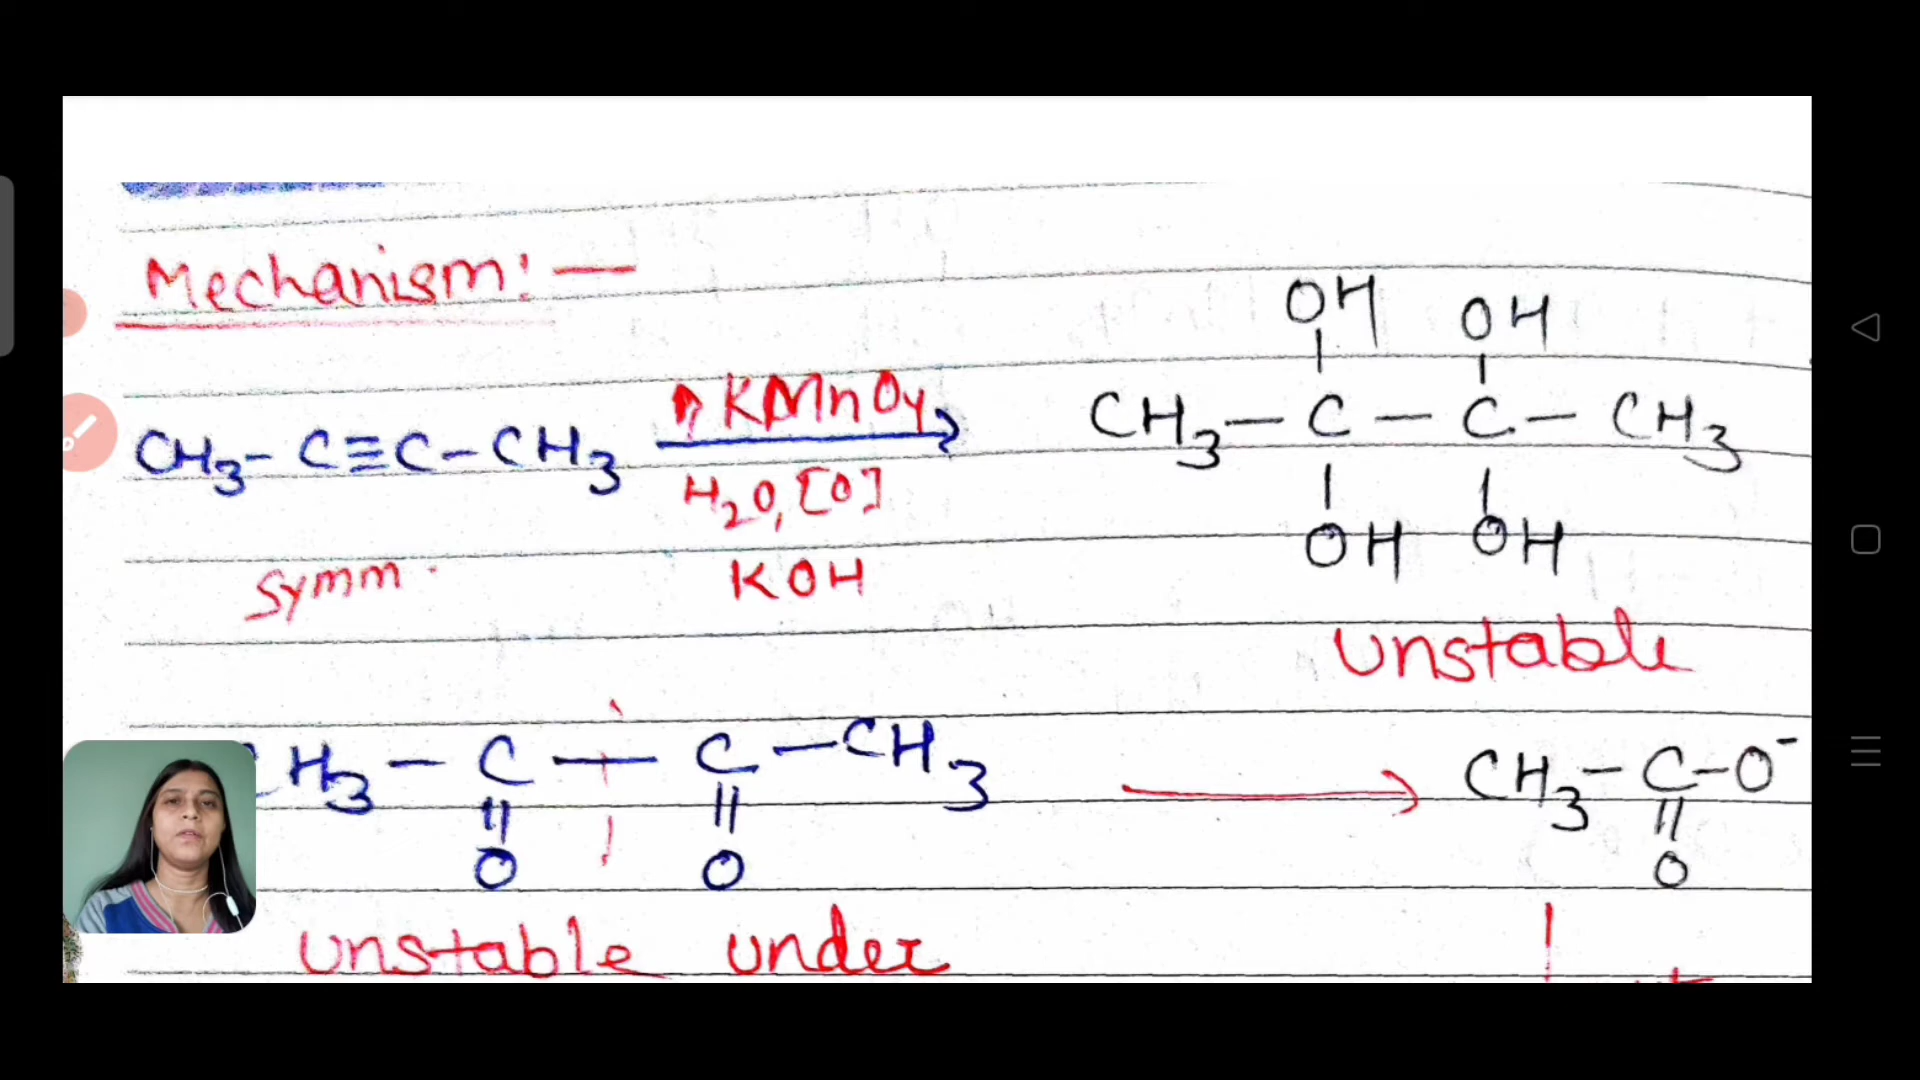 Mechanism:—
OH OH
CH3–C≡C–CH3 ↑KMnO4 CH3–C–C–CH3
H2O, [O]
OH OH
Symm. KOH
Unstable
CH3–C–C–CH3 ⟶ CH3–C–O⁻
O O O
Unstable under